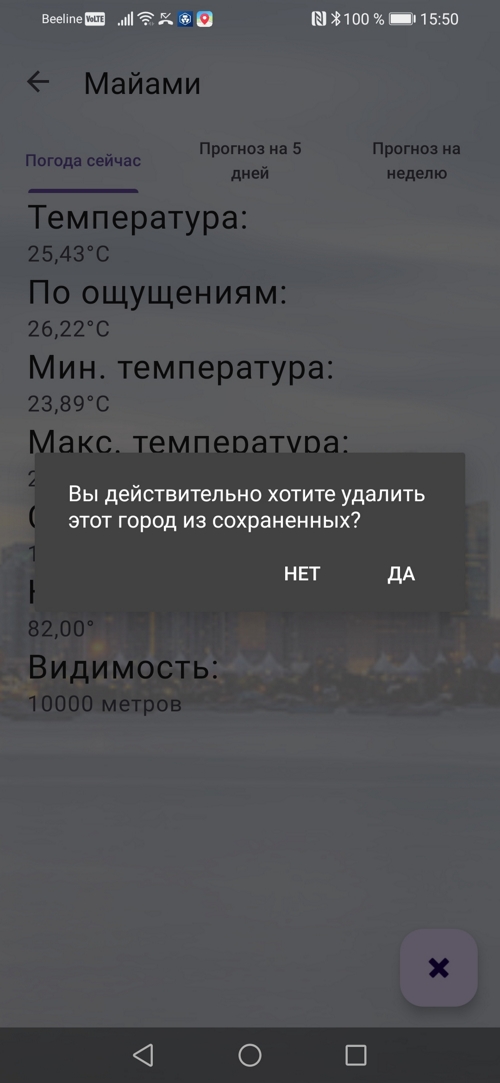 Beeline VoLTE 100 % 15:50
Майами
Погода сейчас
Прогноз на 5
дней
Прогноз на
неделю
Температура:
25,43°C
По ощущениям:
26,22°C
Мин. температура:
23,89°C
Макс. температура:
Вы действительно хотите удалить
этот город из сохраненных?
НЕТ ДА
82,00°
Видимость:
10000 метров